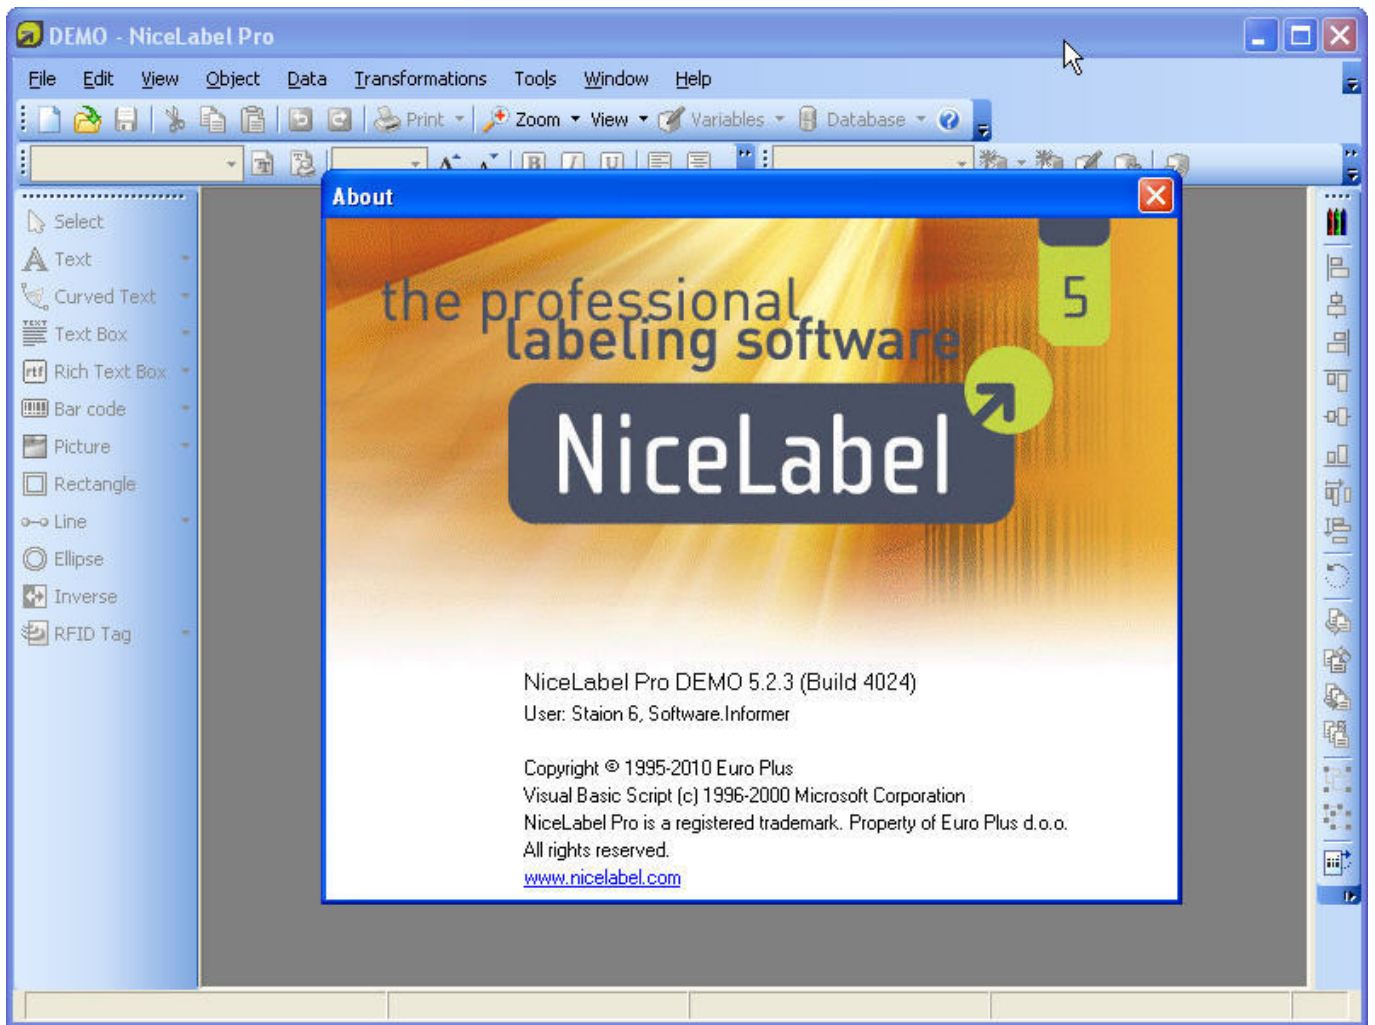 DEMO - NiceLabel Pro
File Edit View Object Data Transformations Tools Window Help
Print Zoom View Variables Database
B I U
About
Select
Text
Curved Text
TEXT Text Box
rtf Rich Text Box
Bar code
Picture
Rectangle
Line
Ellipse
Inverse
RFID Tag
5
the professional
labeling software
NiceLabel
NiceLabel Pro DEMO 5.2.3 (Build 4024)
User: Staion 6, Software.Informer
Copyright © 1995-2010 Euro Plus
Visual Basic Script (c) 1996-2000 Microsoft Corporation
NiceLabel Pro is a registered trademark. Property of Euro Plus d.o.o.
All rights reserved.
www.nicelabel.com